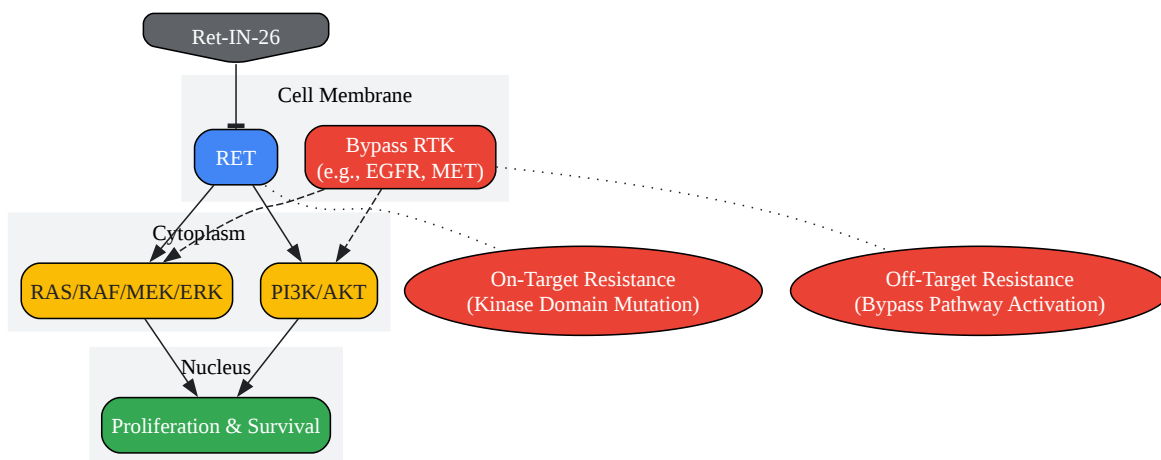 Ret-IN-26
Cell Membrane
RET
Bypass RTK
(e.g., EGFR, MET)
Cytoplasm
RAS/RAF/MEK/ERK
PI3K/AKT
On-Target Resistance
(Kinase Domain Mutation)
Off-Target Resistance
(Bypass Pathway Activation)
Nucleus
Proliferation & Survival